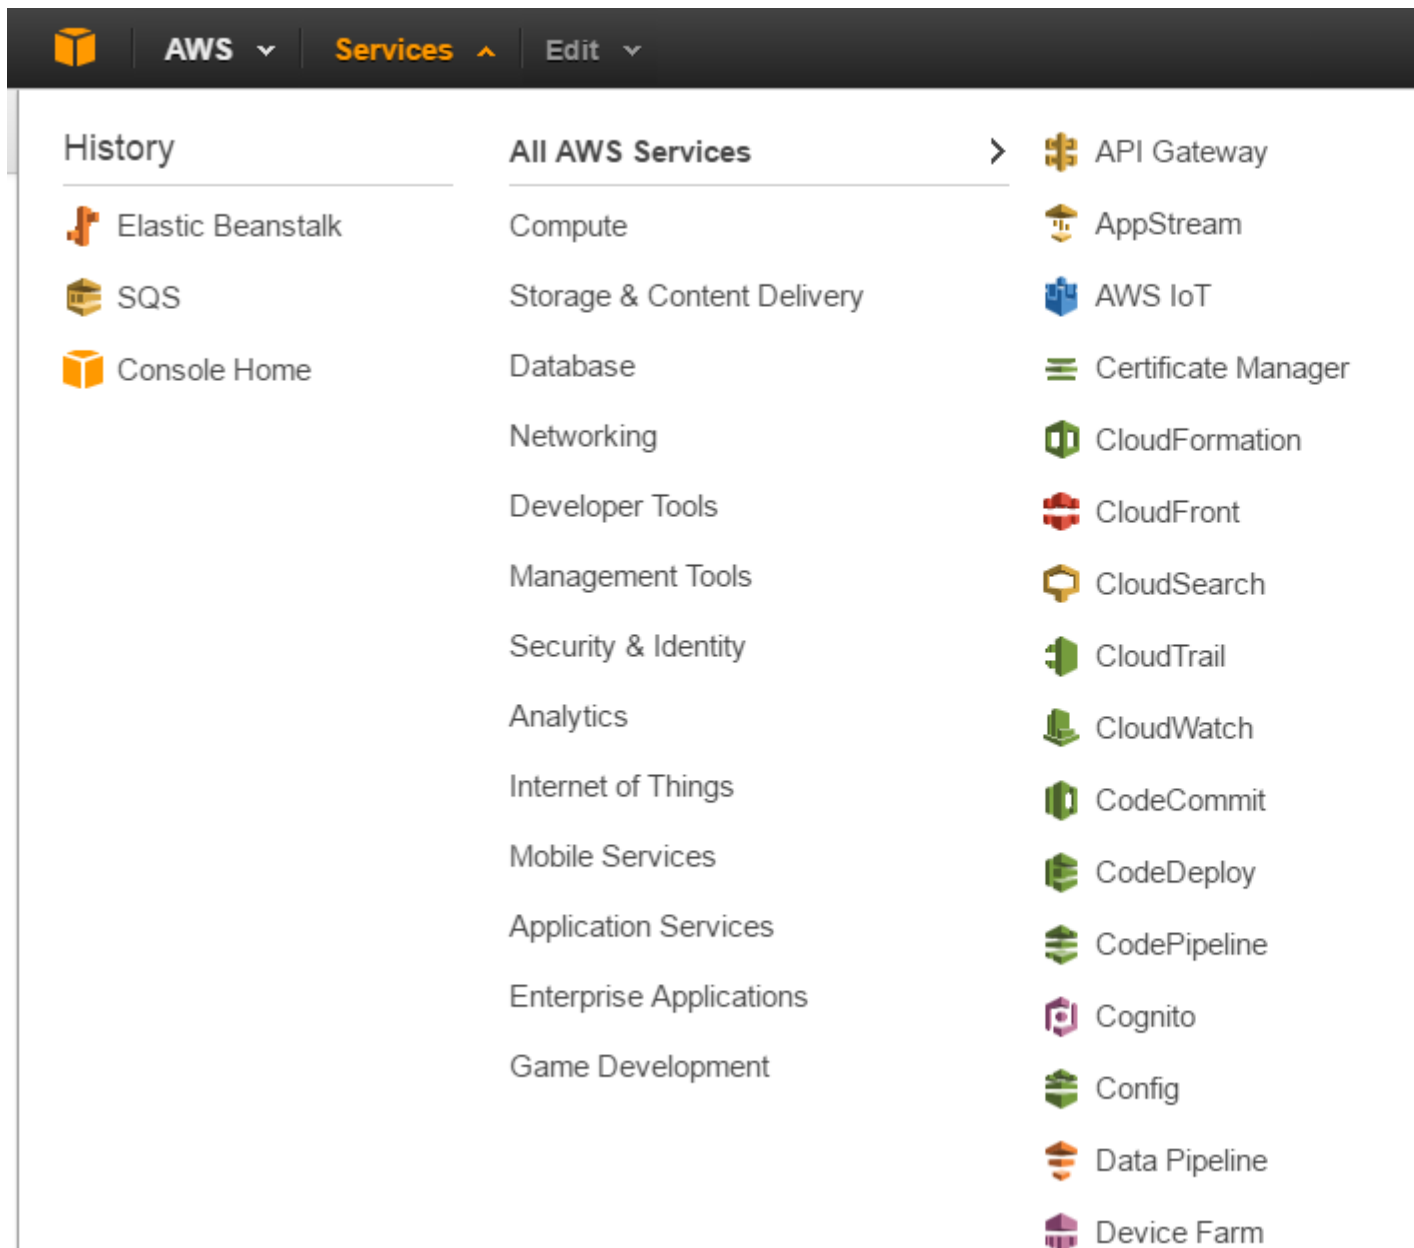 AWS Services Edit
History
Elastic Beanstalk
SQS
Console Home
All AWS Services
Compute
Storage & Content Delivery
Database
Networking
Developer Tools
Management Tools
Security & Identity
Analytics
Internet of Things
Mobile Services
Application Services
Enterprise Applications
Game Development
API Gateway
AppStream
AWS IoT
Certificate Manager
CloudFormation
CloudFront
CloudSearch
CloudTrail
CloudWatch
CodeCommit
CodeDeploy
CodePipeline
Cognito
Config
Data Pipeline
Device Farm